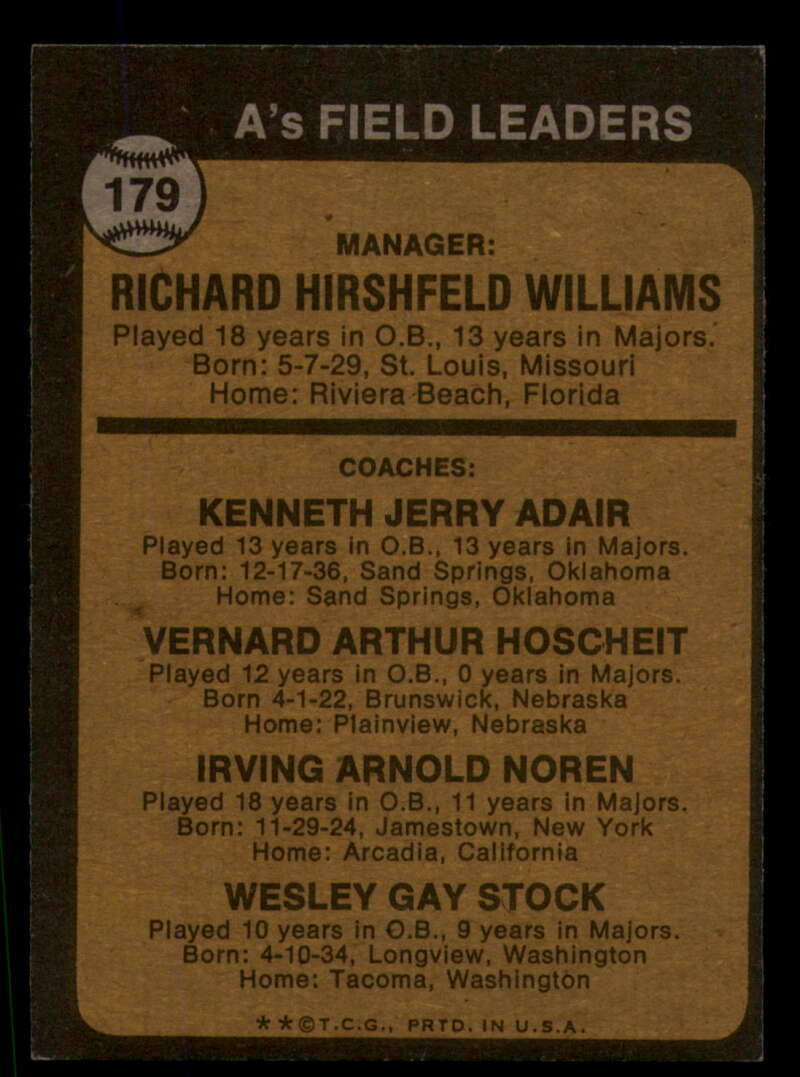 A's FIELD LEADERS
179
MANAGER:
RICHARD HIRSHFELD WILLIAMS
Played 18 years in O.B., 13 years in Majors.
Born: 5-7-29, St. Louis, Missouri
Home: Riviera Beach, Florida
COACHES:
KENNETH JERRY ADAIR
Played 13 years in O.B., 13 years in Majors.
Born: 12-17-36, Sand Springs, Oklahoma
Home: Sand Springs, Oklahoma
VERNARD ARTHUR HOSCHEIT
Played 12 years in O.B., 0 years in Majors.
Born 4-1-22, Brunswick, Nebraska
Home: Plainview, Nebraska
IRVING ARNOLD NOREN
Played 18 years in O.B., 11 years in Majors.
Born: 11-29-24, Jamestown, New York
Home: Arcadia, California
WESLEY GAY STOCK
Played 10 years in O.B., 9 years in Majors.
Born: 4-10-34, Longview, Washington
Home: Tacoma, Washington
**©T.C.G., PRTD. IN U.S.A.